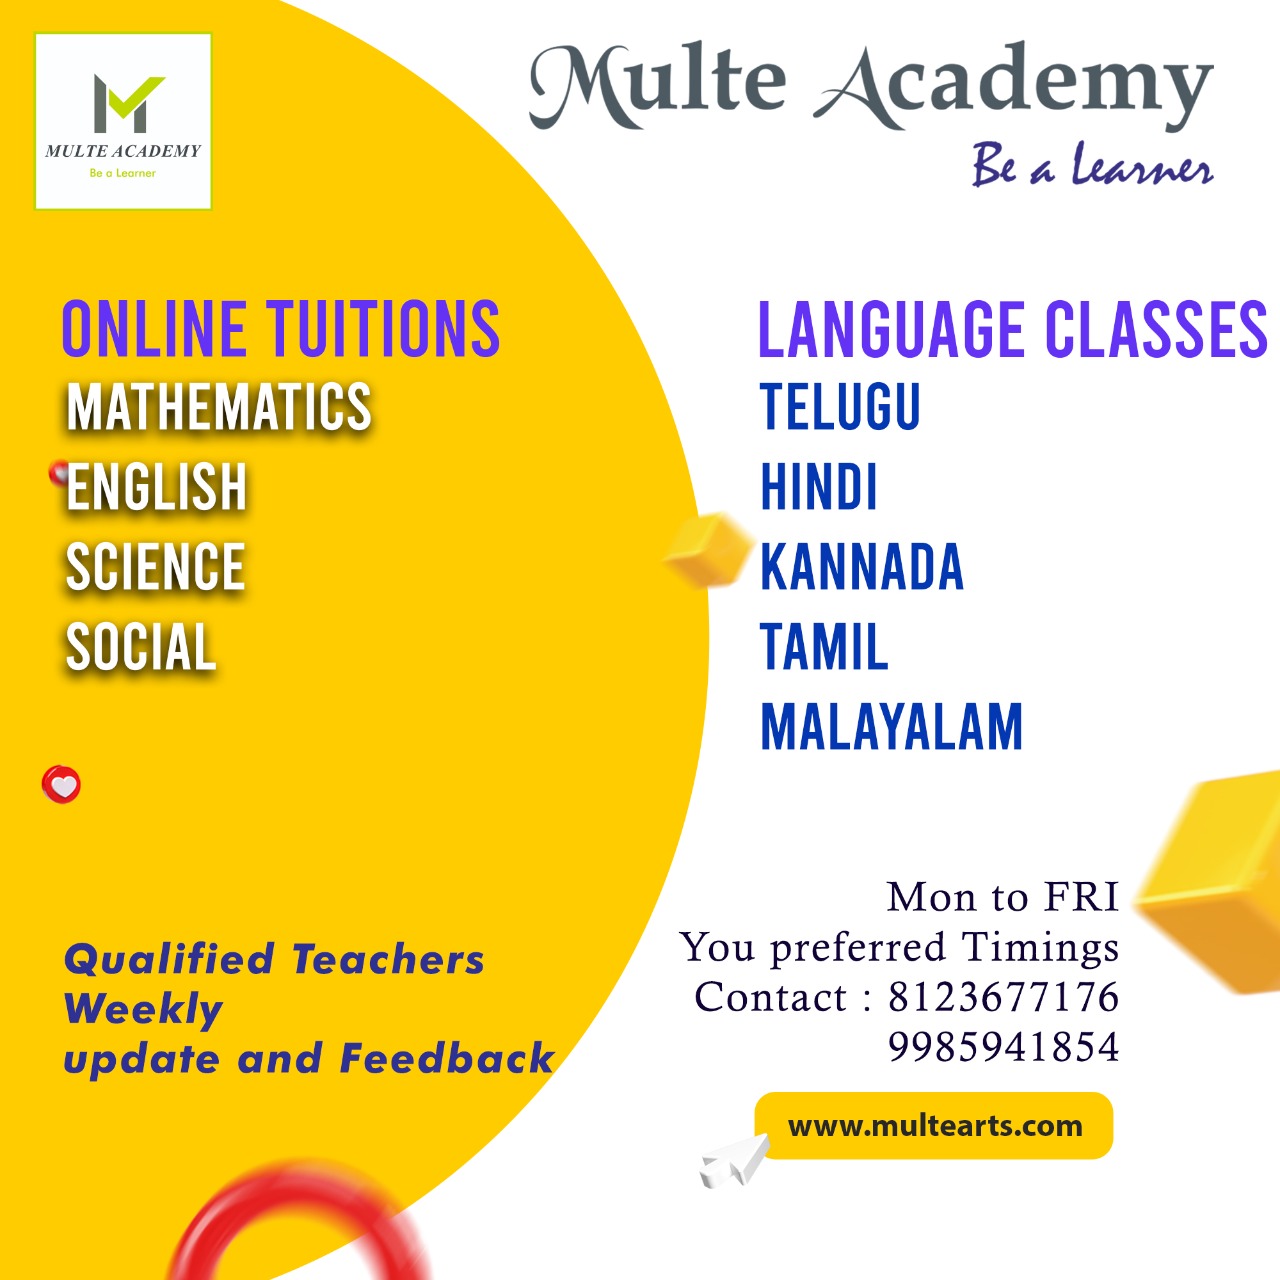 MULTE ACADEMY
Be a Learner
Multe Academy
Be a Learner
ONLINE TUITIONS
MATHEMATICS
ENGLISH
SCIENCE
SOCIAL
LANGUAGE CLASSES
TELUGU
HINDI
KANNADA
TAMIL
MALAYALAM
Qualified Teachers
Weekly
update and Feedback
Mon to FRI
You preferred Timings
Contact : 8123677176
9985941854
www.multearts.com